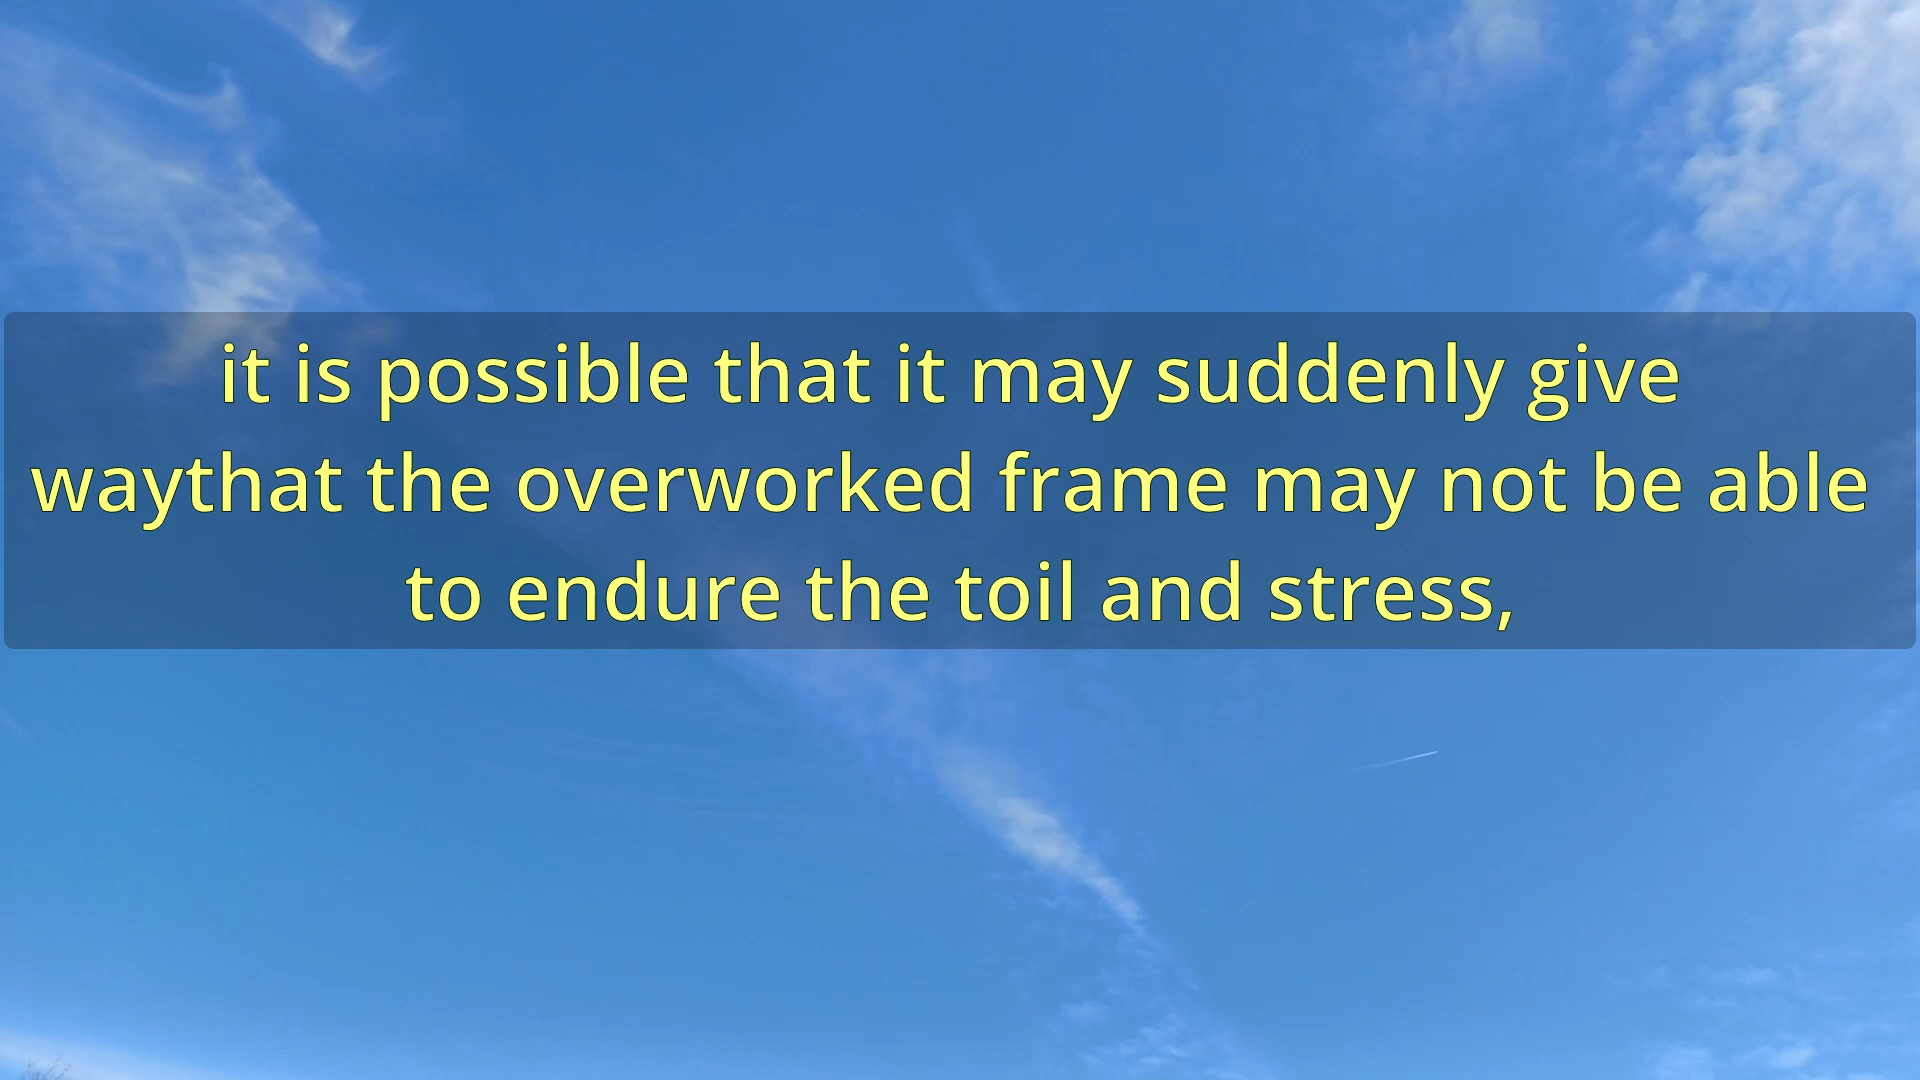 it is possible that it may suddenly give
waythat the overworked frame may not be able
to endure the toil and stress,